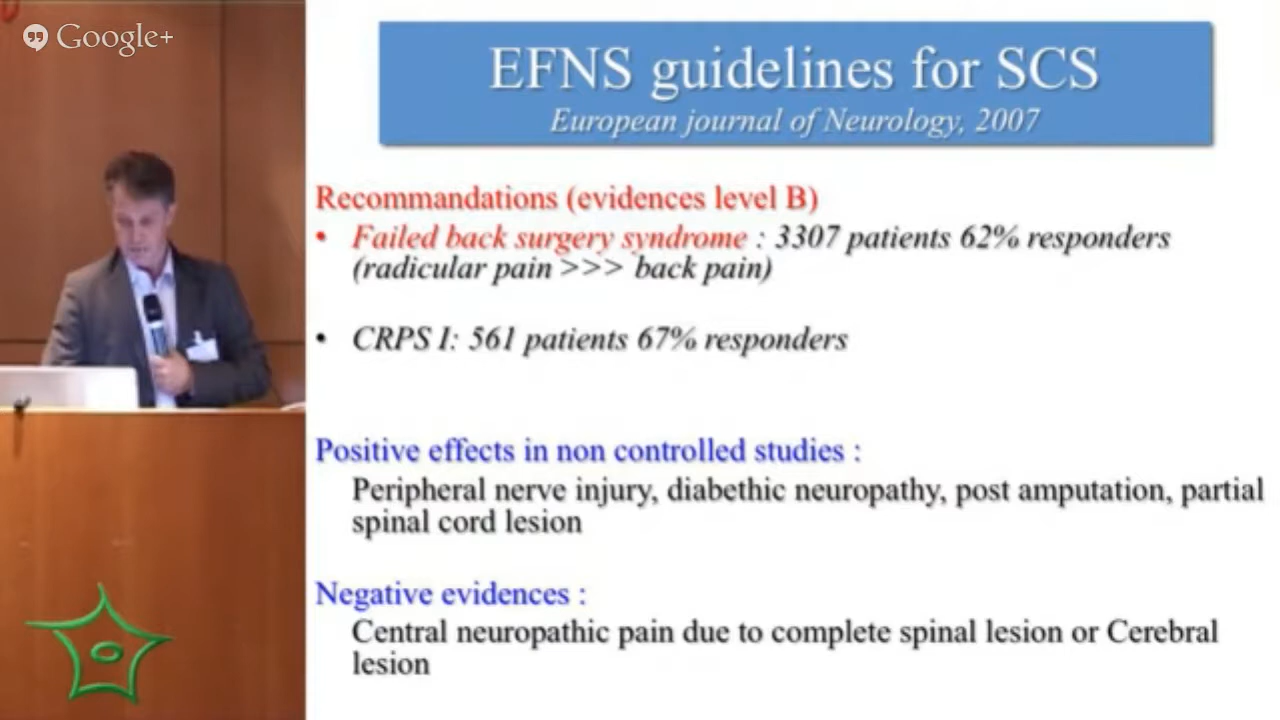 Google+
EFNS guidelines for SCS
European journal of Neurology, 2007
Recommandations (evidences level B)
• Failed back surgery syndrome : 3307 patients 62% responders
(radicular pain >>> back pain)
• CRPS I: 561 patients 67% responders
Positive effects in non controlled studies :
Peripheral nerve injury, diabethic neuropathy, post amputation, partial
spinal cord lesion
Negative evidences :
Central neuropathic pain due to complete spinal lesion or Cerebral
lesion